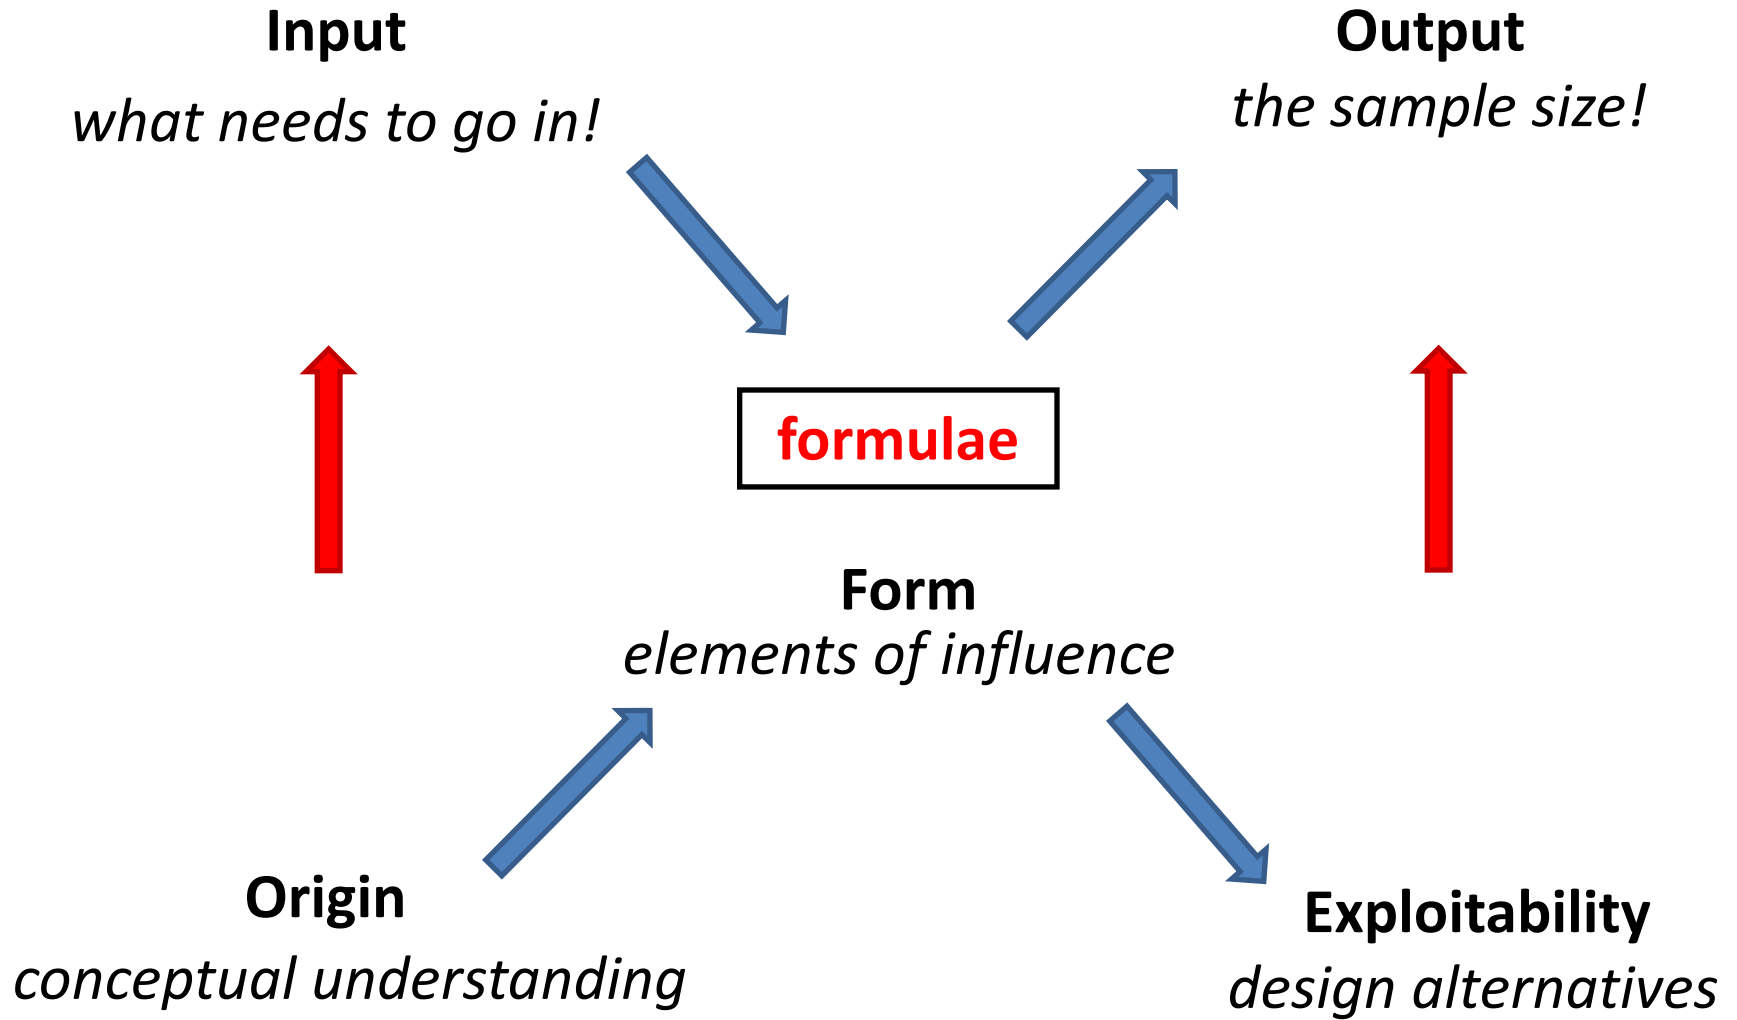 Input
what needs to go in!
Output
the sample size!
formulae
Form
elements of influence
Origin
conceptual understanding
Exploitability
design alternatives